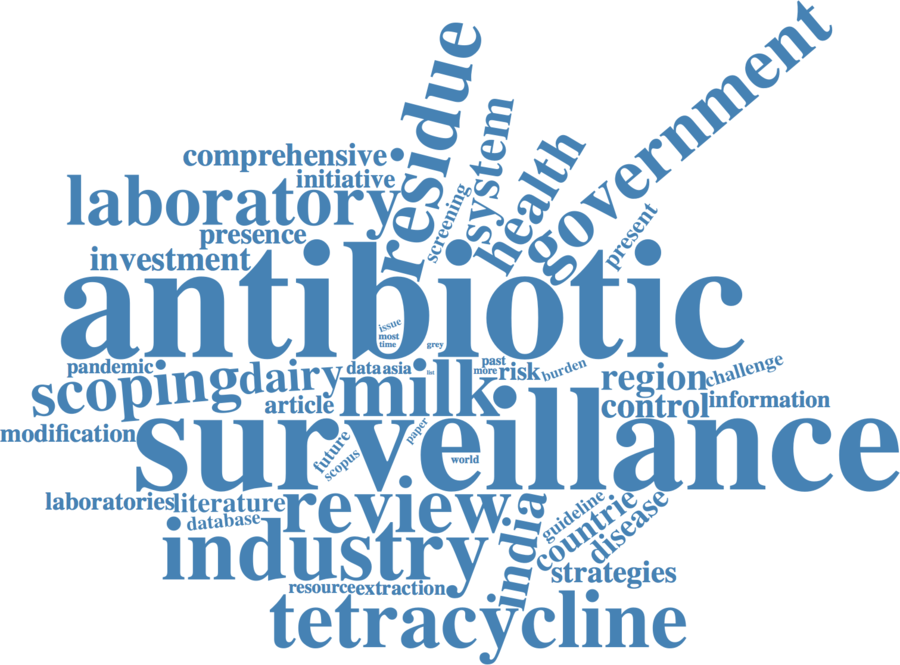 government
residue
system
health
comprehensive
initiative
laboratory
screening
present
presence
investment
antibiotic
issue
most
time
grey
pandemic
scoping
dairy
data
asia
list
milk
past
more
risk
burden
region
challenge
article
control
information
modification
surveillance
paper
future
scopus
world
laboratories
literature
database
review
india
guideline
countrie
disease
industry
strategies
resource
extraction
tetracycline